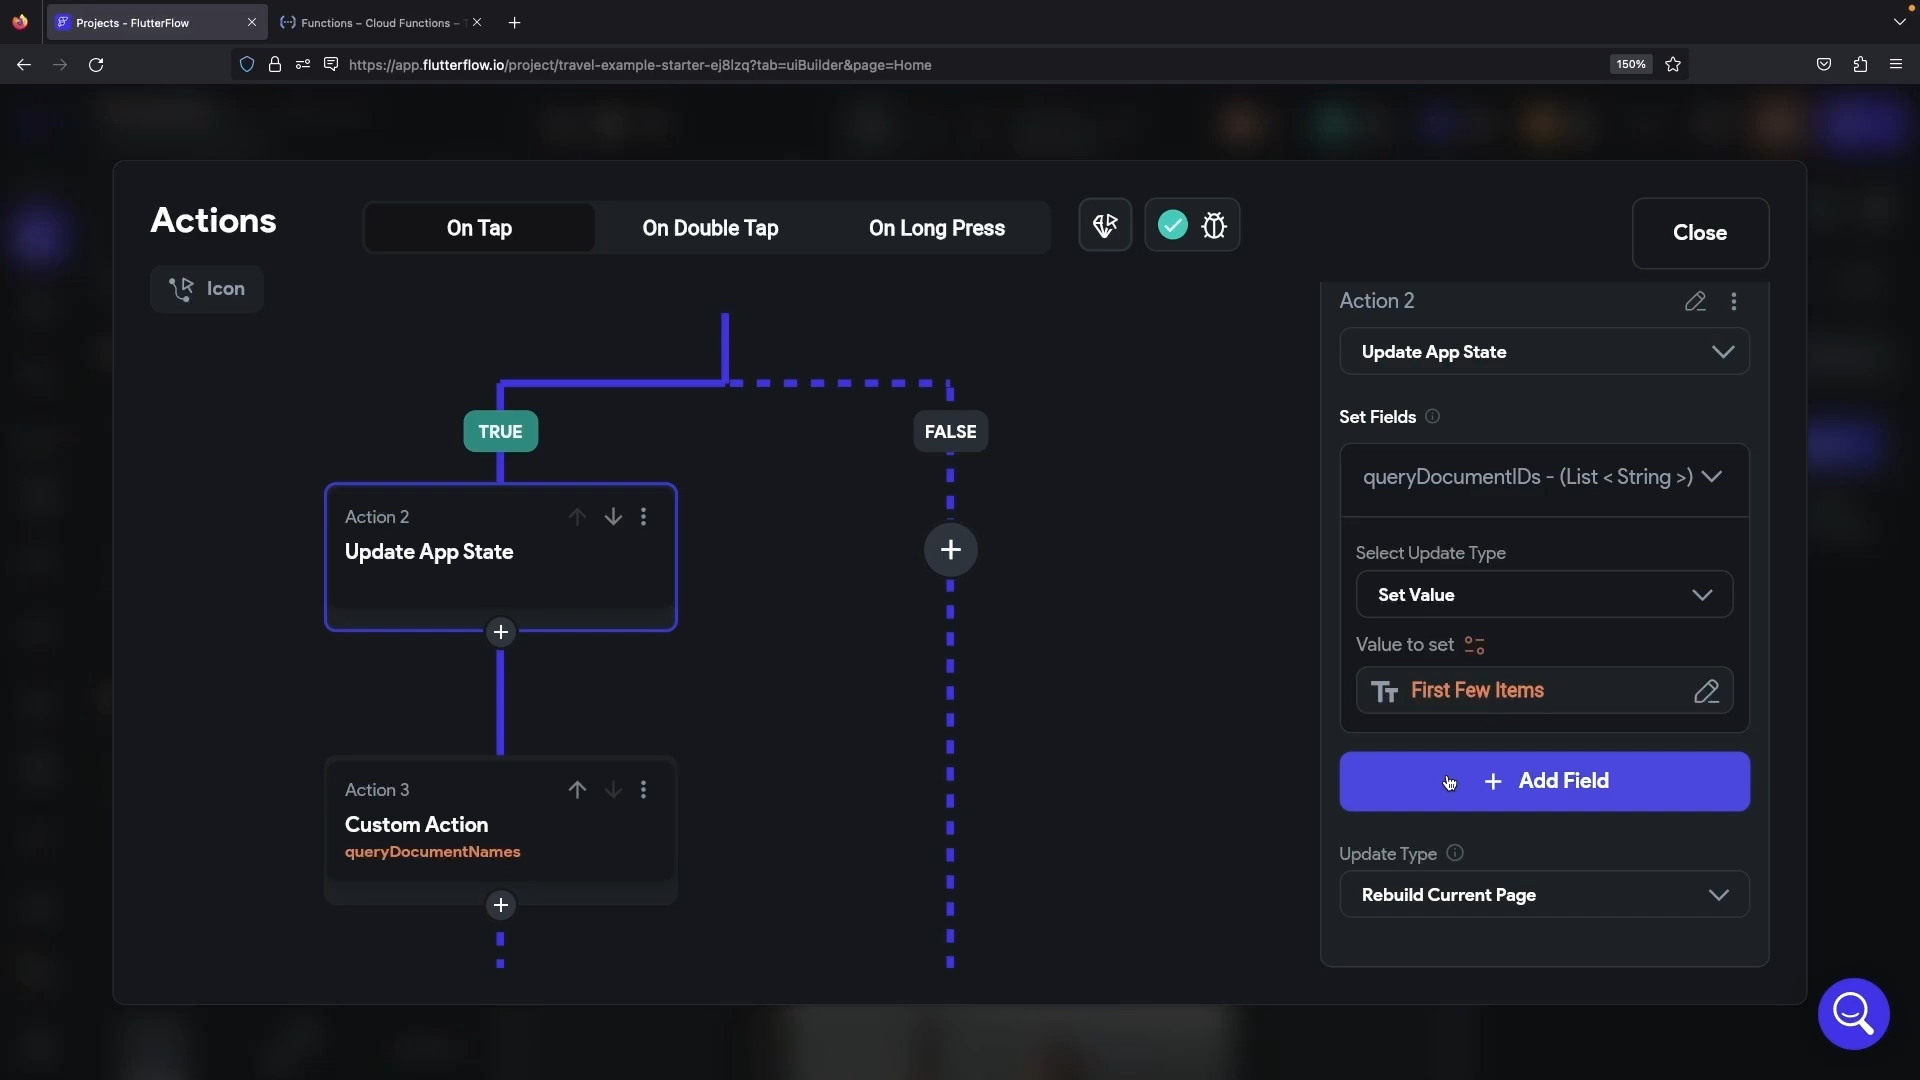 Projects - FlutterFlow
Functions – Cloud Functions –
https://app.flutterflow.io/project/travel-example-starter-ej8lzq?tab=uiBuilder&page=Home
150%
Actions
On Tap
On Double Tap
On Long Press
Close
Icon
TRUE
FALSE
Action 2
Update App State
Action 3
Custom Action
queryDocumentNames
Action 2
Update App State
Set Fields
queryDocumentIDs - (List < String >)
Select Update Type
Set Value
Value to set
First Few Items
+ Add Field
Update Type
Rebuild Current Page